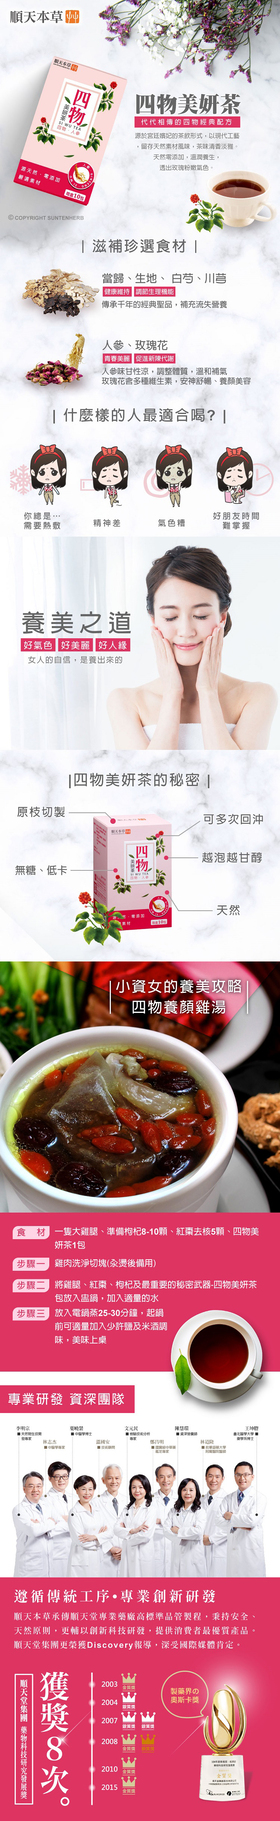 順天本草
四物美妍茶
代代相傳的四物經典配方
源於宮廷嬪妃的茶飲形式，以現代工藝
，留存天然素材風味，茶味清香淡雅，
天然零添加，溫潤養生，
透出玫瑰粉嫩氣色。
© COPYRIGHT SUNTENHERB
| 滋補珍選食材 |
當歸、生地、 白芍、川芎
健康維持 調節生理機能
傳承千年的經典聖品，補充流失營養
人參、玫瑰花
青春美麗 促進新陳代謝
人參味甘性涼，調整體質，溫和補氣
玫瑰花含多種維生素，安神舒暢、養顏美容
| 什麼樣的人最適合喝? |
你總是…
需要熱敷
精神差
氣色糟
好朋友時間
難掌握
養美之道
好氣色 好美麗 好人緣
女人的自信，是養出來的
|四物美妍茶的秘密 |
原枝切製
可多次回沖
越泡越甘醇
無糖、低卡
天然
小資女的養美攻略
四物養顏雞湯
食 材 一隻大雞腿、準備枸杞8-10顆、紅棗去核5顆、四物美
妍茶1包
步驟一 雞肉洗淨切塊(汆燙後備用)
步驟二 將雞腿、紅棗、枸杞及最重要的秘密武器-四物美妍茶
包放入盅鍋，加入適量的水
步驟三 放入電鍋蒸25-30分鐘，起鍋
前可適量加入少許鹽及米酒調
味，美味上桌
專業研發 資深團隊
遵循傳統工序•專業創新研發
順天本草承傳順天堂專業藥廠高標準品管製程，秉持安全、
天然原則，更輔以創新科技研發，提供消費者最優質產品。
順天堂集團更榮獲Discovery報導，深受國際媒體肯定。
順天堂集團 藥物科技研究發展獎
獲獎8次。
2003
2004
2007
2008
2010
2015
製藥界の
奧斯卡獎